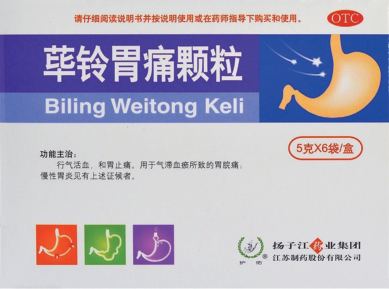 请仔细阅读说明书并按说明使用或在药师指导下购买和使用。
OTC
荜铃胃痛颗粒
Biling Weitong Keli
5克X6袋/盒
功能主治：
行气活血，和胃止痛。用于气滞血瘀所致的胃脘痛；
慢性胃炎见有上述证候者。
护佑
扬子江药业集团
江苏制药股份有限公司